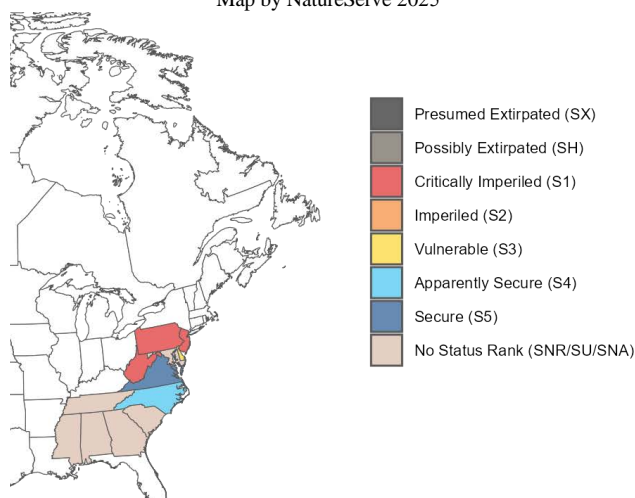 Map by NatureServe 2025
Presumed Extirpated (SX)
Possibly Extirpated (SH)
Critically Imperiled (S1)
Imperiled (S2)
Vulnerable (S3)
Apparently Secure (S4)
Secure (S5)
No Status Rank (SNR/SU/SNA)